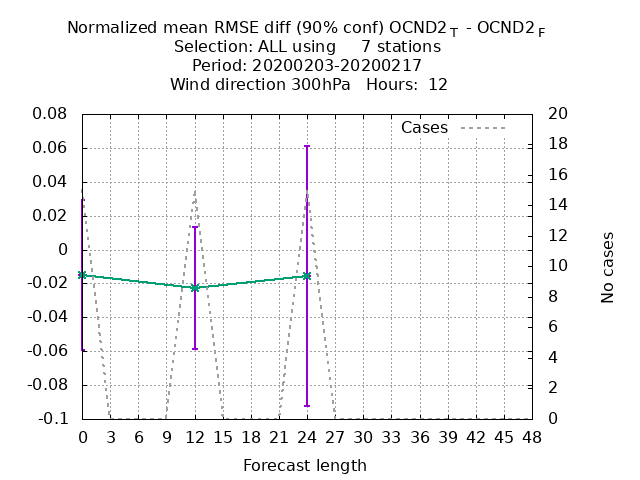 Normalized mean RMSE diff (90% conf) OCND2 T - OCND2 F
Selection: ALL using 7 stations
Period: 20200203-20200217
Wind direction 300hPa Hours: 12
Cases
0.08
0.06
0.04
0.02
0
-0.02
-0.04
-0.06
-0.08
-0.1
20
18
16
14
12
10
8
6
4
2
0
No cases
0 3 6 9 12 15 18 21 24 27 30 33 36 39 42 45 48
Forecast length